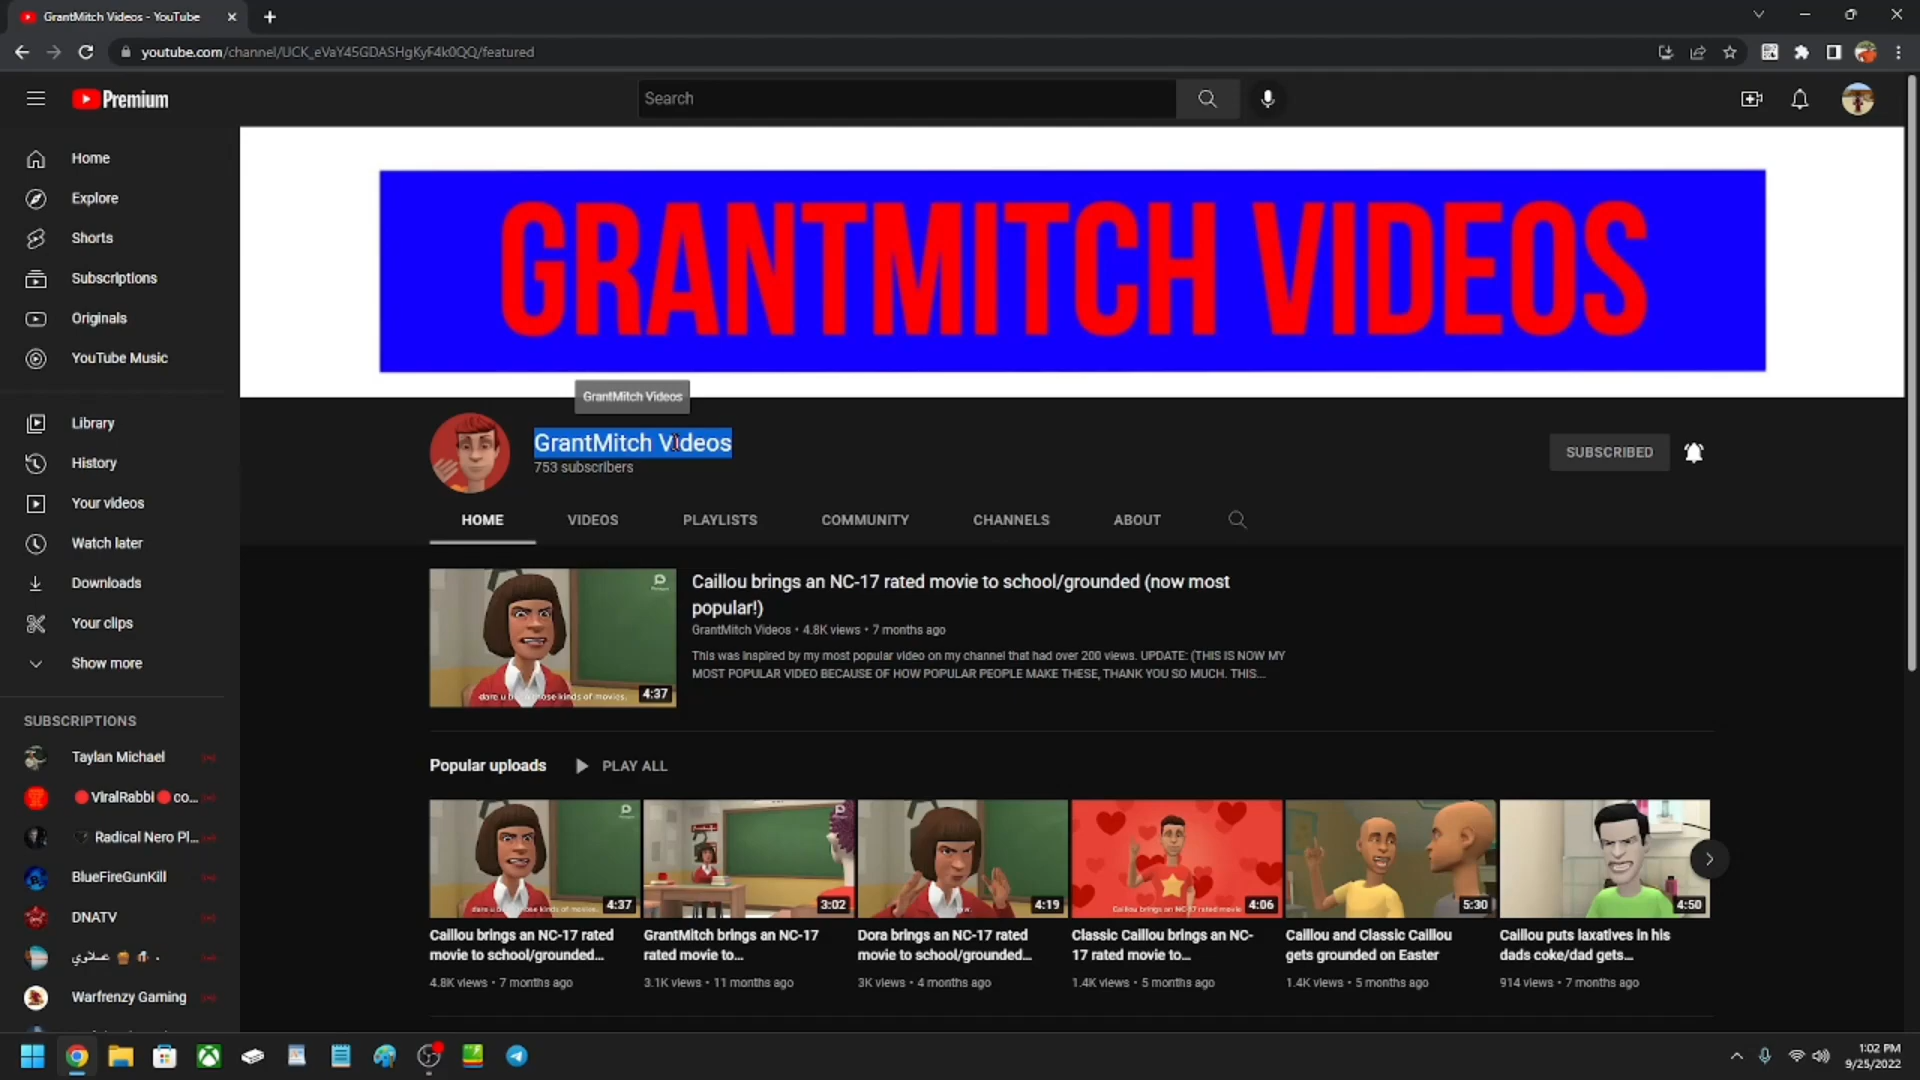 GrantMitch Videos - YouTube
youtube.com/channel/UCK_eVaY45GDASHgKyF4k0QQ/featured
Premium
Search
Home
Explore
Shorts
Subscriptions
Originals
YouTube Music
Library
History
Your videos
Watch later
Downloads
Your clips
Show more
SUBSCRIPTIONS
Taylan Michael
ViralRabbi co...
Radical Nero Pl...
BlueFireGunKill
DNATV
عسلاوي
Warfrenzy Gaming
GRANTMITCH VIDEOS
GrantMitch Videos
GrantMitch Videos
753 subscribers
SUBSCRIBED
HOME
VIDEOS
PLAYLISTS
COMMUNITY
CHANNELS
ABOUT
4:37
Caillou brings an NC-17 rated movie to school/grounded (now most
popular!)
GrantMitch Videos • 4.8K views • 7 months ago
This was inspired by my most popular video on my channel that had over 200 views. UPDATE: (THIS IS NOW MY
MOST POPULAR VIDEO BECAUSE OF HOW POPULAR PEOPLE MAKE THESE, THANK YOU SO MUCH. THIS...
Popular uploads
PLAY ALL
4:37
Caillou brings an NC-17 rated
movie to school/grounded...
4.8K views • 7 months ago
3:02
GrantMitch brings an NC-17
rated movie to...
3.1K views • 11 months ago
4:19
Dora brings an NC-17 rated
movie to school/grounded...
3K views • 4 months ago
Caillou brings an NC-17 rated movie
4:06
Classic Caillou brings an NC-
17 rated movie to...
1.4K views • 5 months ago
5:30
Caillou and Classic Caillou
gets grounded on Easter
1.4K views • 5 months ago
4:50
Caillou puts laxatives in his
dads coke/dad gets...
914 views • 7 months ago
1:02 PM
9/25/2022